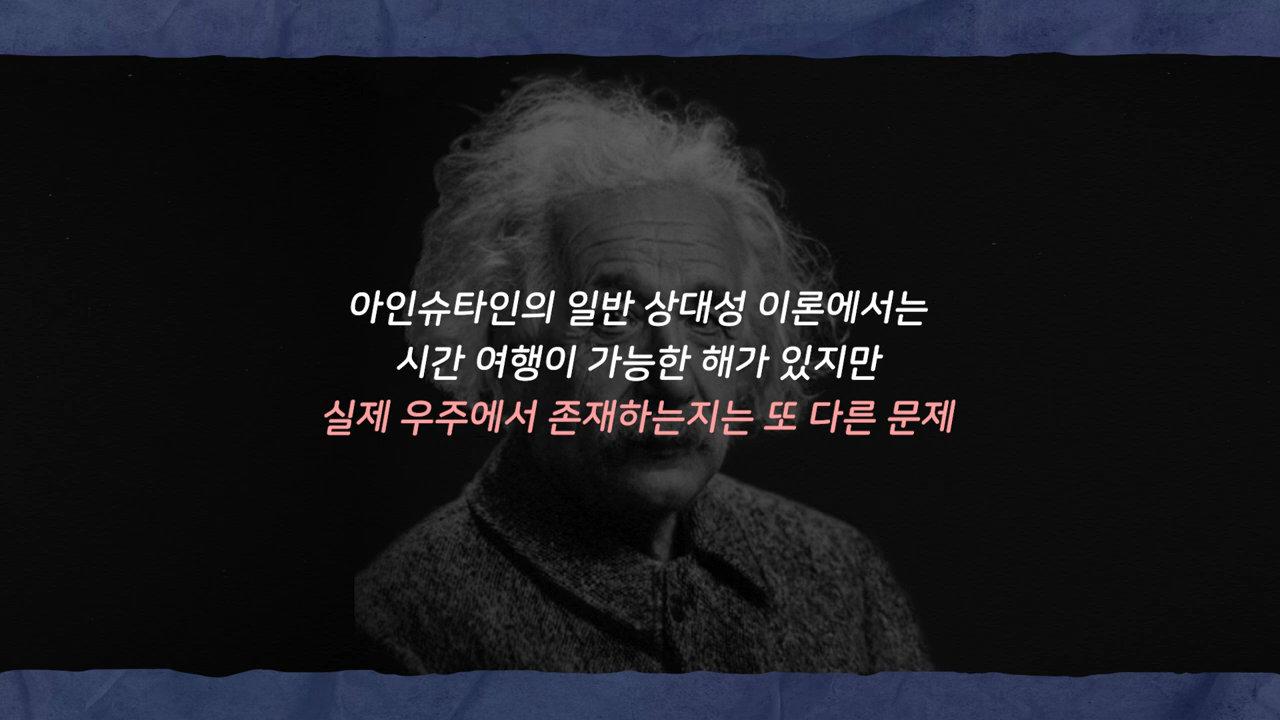 아인슈타인의 일반 상대성 이론에서는
시간 여행이 가능한 해가 있지만
실제 우주에서 존재하는지는 또 다른 문제